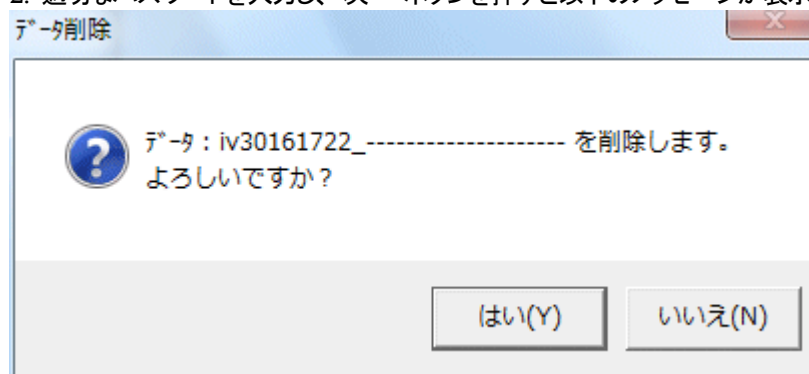 ﾃﾞｰﾀ削除
ﾃﾞｰﾀ：iv30161722_-------------------- を削除します。
よろしいですか？
はい(Y)
いいえ(N)